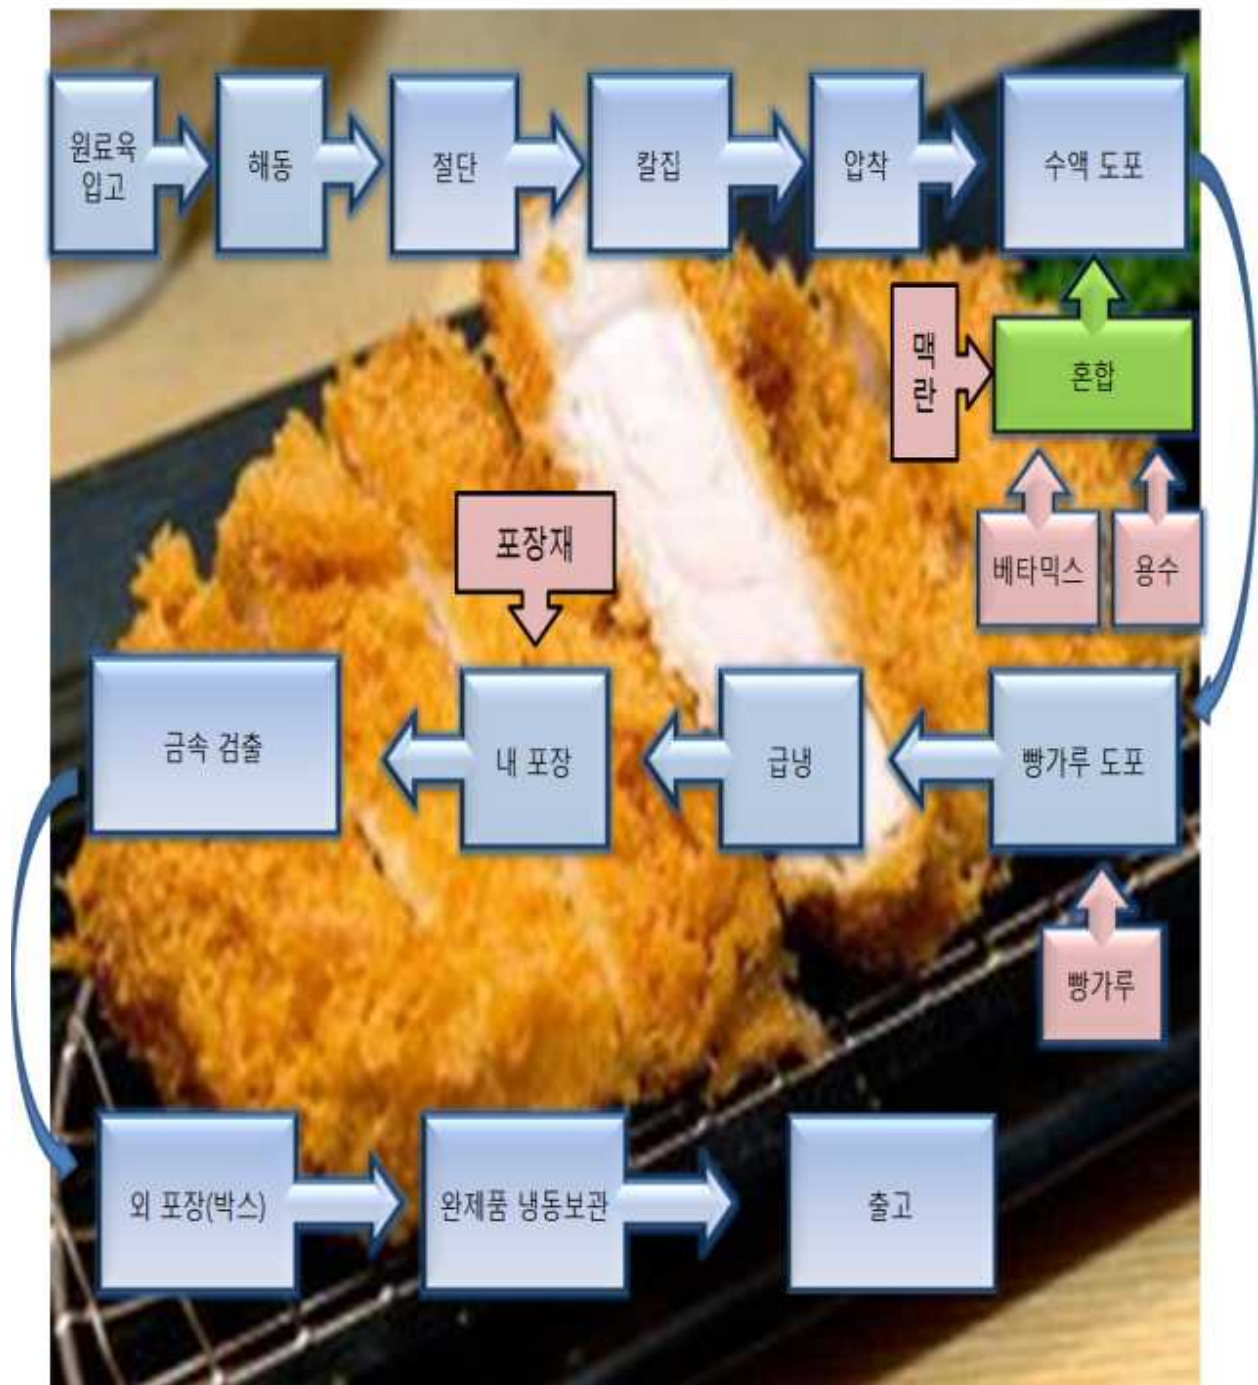 원료육
입고
해동
절단
칼집
압착
수액 도포
맥
란
혼합
베타믹스
용수
포장재
금속 검출
내 포장
급냉
빵가루 도포
빵가루
외 포장(박스)
완제품 냉동보관
출고